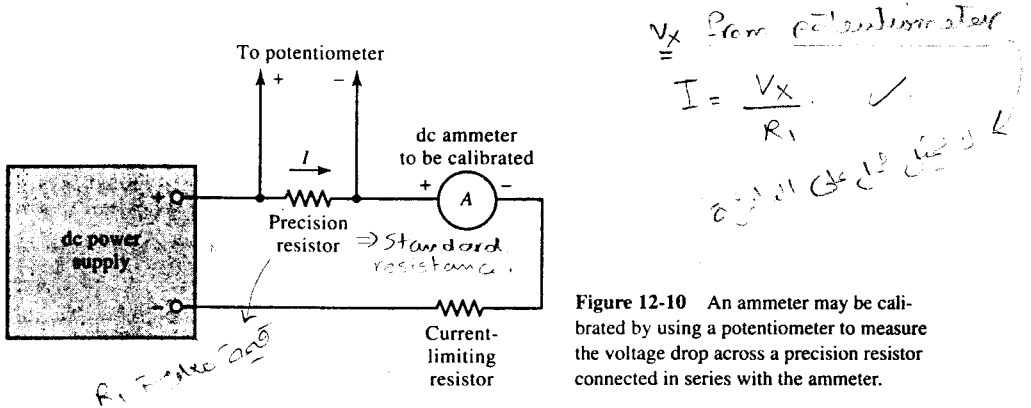 Vx from potentiometer
I = Vx / R1 ✓
To potentiometer
+ −
I
dc ammeter
to be calibrated
+ −
A
+
Precision
resistor
⇒ Standard
resistance.
dc power
supply
−
Current-
limiting
resistor
R1
Figure 12-10 An ammeter may be cali-
brated by using a potentiometer to measure
the voltage drop across a precision resistor
connected in series with the ammeter.